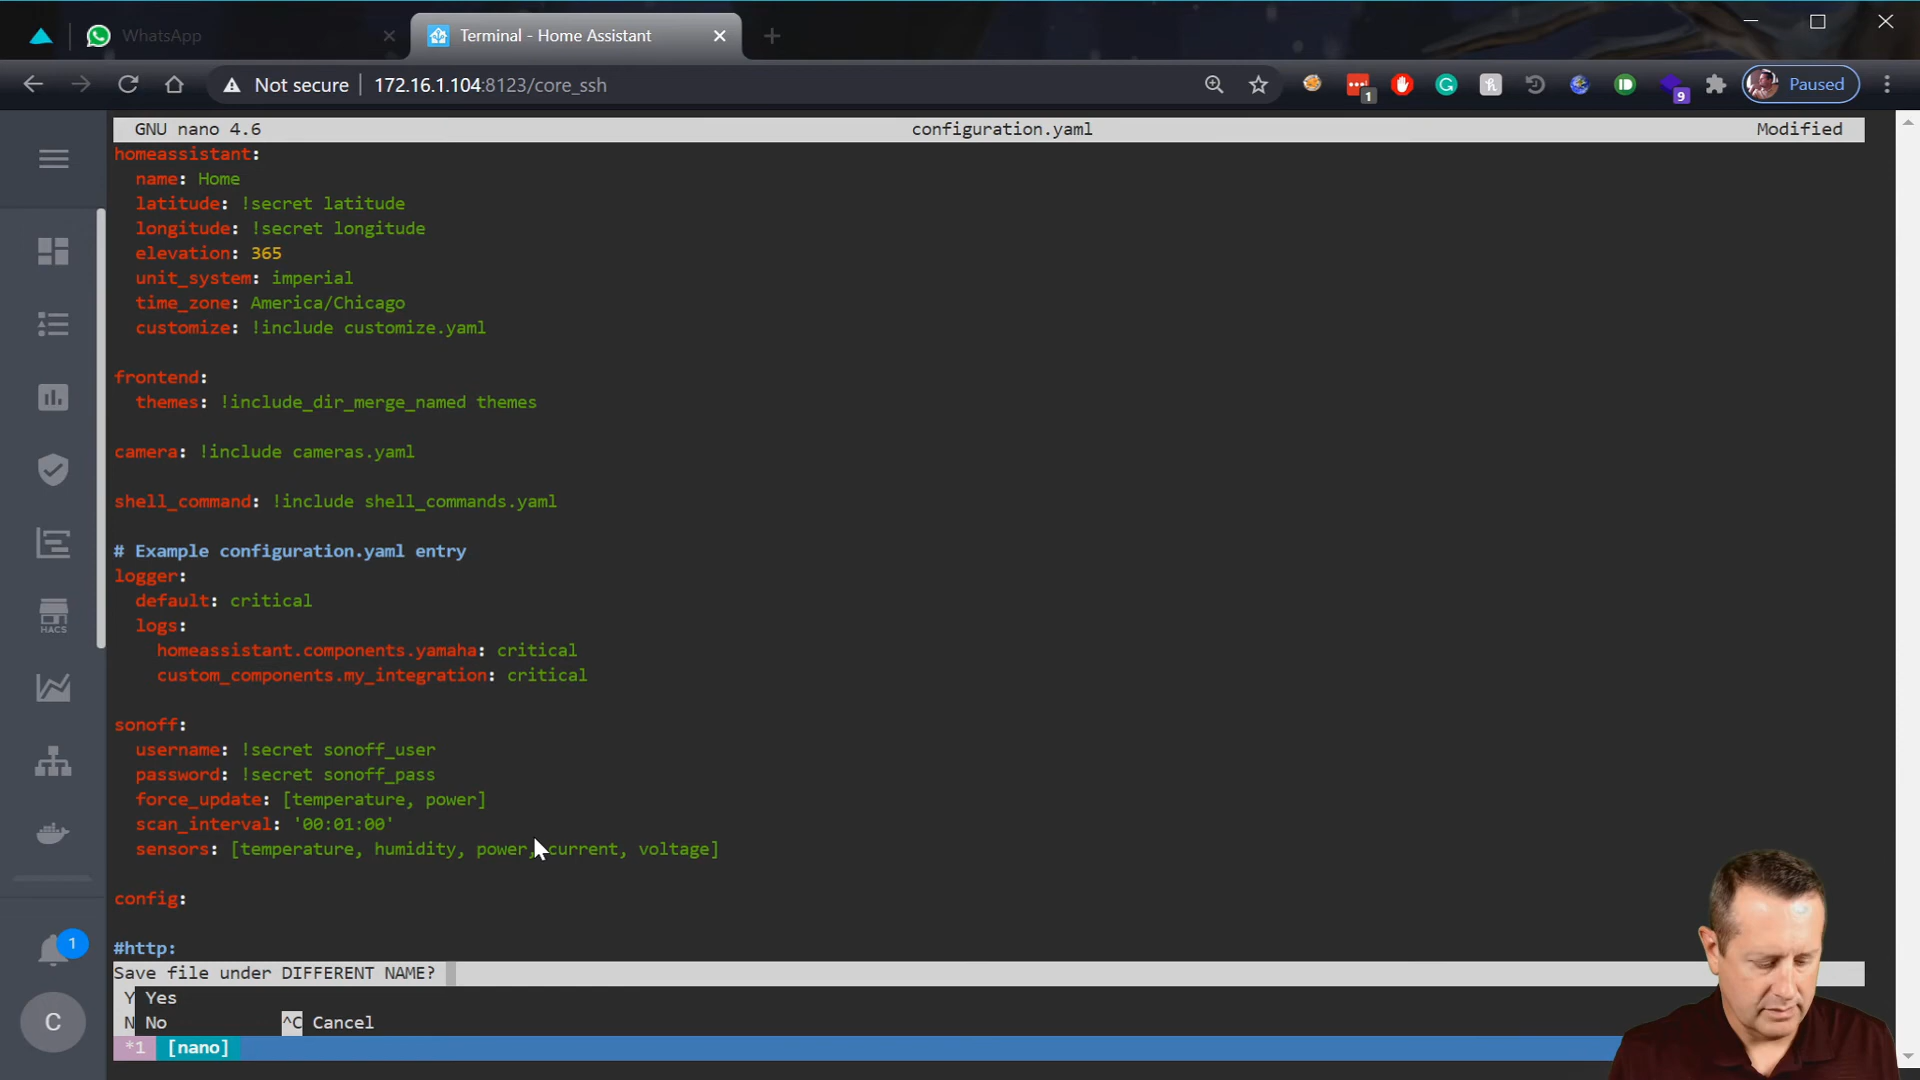 WhatsApp
Terminal - Home Assistant
Not secure
172.16.1.104:8123/core_ssh
1
9
Paused
GNU nano 4.6
configuration.yaml
Modified
homeassistant:
name: Home
latitude: !secret latitude
longitude: !secret longitude
elevation: 365
unit_system: imperial
time_zone: America/Chicago
customize: !include customize.yaml
frontend:
themes: !include_dir_merge_named themes
camera: !include cameras.yaml
shell_command: !include shell_commands.yaml
# Example configuration.yaml entry
logger:
default: critical
logs:
homeassistant.components.yamaha: critical
custom_components.my_integration: critical
sonoff:
username: !secret sonoff_user
password: !secret sonoff_pass
force_update: [temperature, power]
scan_interval: '00:01:00'
sensors: [temperature, humidity, power, current, voltage]
config:
#http:
Save file under DIFFERENT NAME?
Y Yes
N No ^C Cancel
*1 [nano]
HACS
1
C